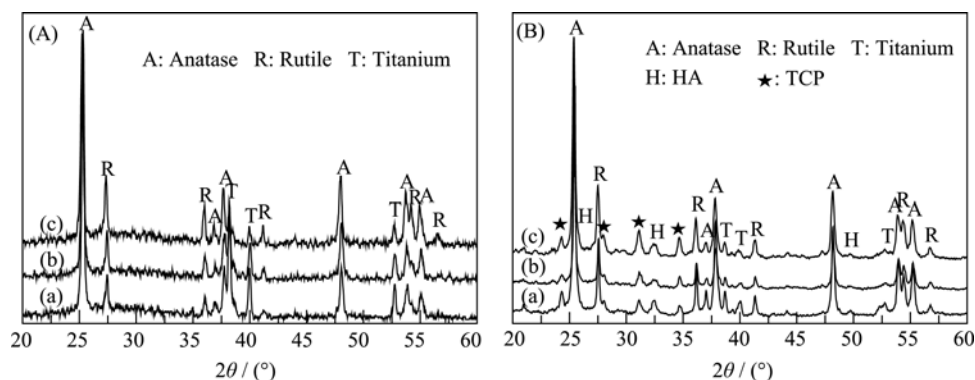 (A)
A: Anatase R: Rutile T: Titanium
A
R
R
A
A
T
T
R
A
T
A
R
A
R
(c)
(b)
(a)
20 25 30 35 40 45 50 55 60
2θ / (°)
(B)
A: Anatase R: Rutile T: Titanium
H: HA ★: TCP
A
★
H
R
★
★
H
★
R
A
A
T
T
R
A
H
T
A
R
A
R
(c)
(b)
(a)
20 25 30 35 40 45 50 55 60
2θ / (°)